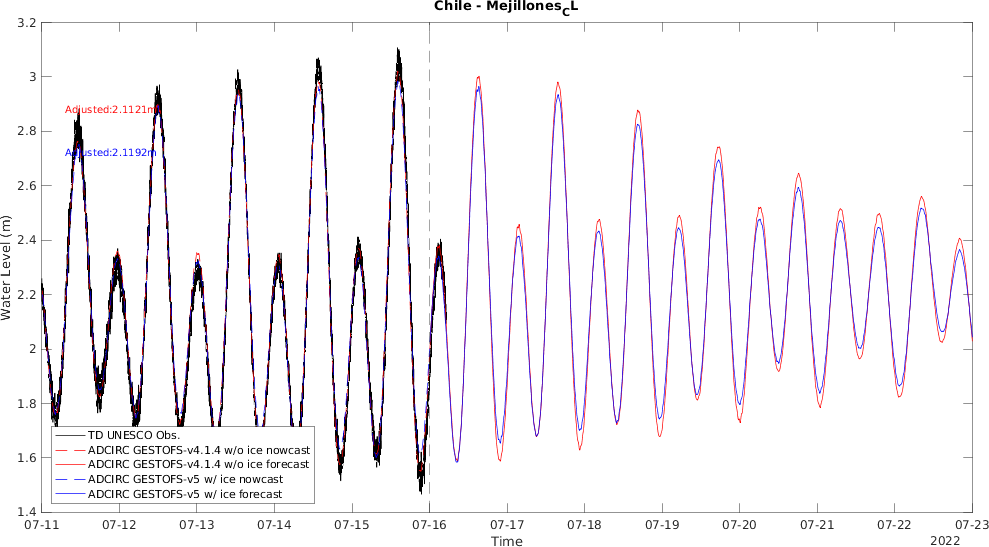 Chile - Mejillones_CL
3.2
3
2.8
2.6
2.4
2.2
2
1.8
1.6
1.4
Water Level (m)
Adjusted:2.1121m
Adjusted:2.1192m
TD UNESCO Obs.
ADCIRC GESTOFS-v4.1.4 w/o ice nowcast
ADCIRC GESTOFS-v4.1.4 w/o ice forecast
ADCIRC GESTOFS-v5 w/ ice nowcast
ADCIRC GESTOFS-v5 w/ ice forecast
07-11 07-12 07-13 07-14 07-15 07-16 07-17 07-18 07-19 07-20 07-21 07-22 07-23
Time
2022